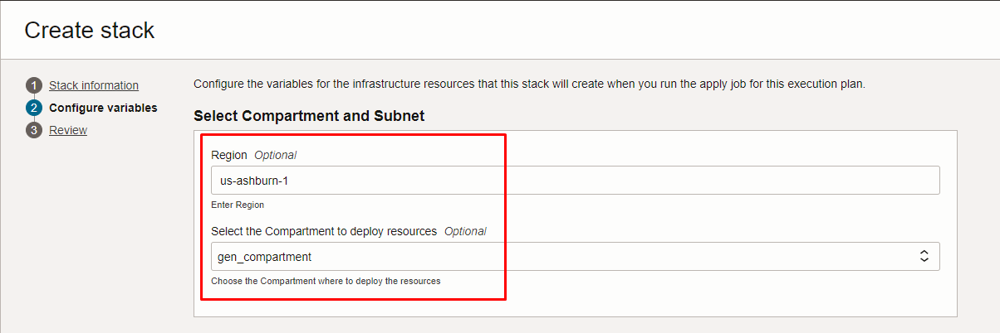 Create stack
1 Stack information
2 Configure variables
3 Review
Configure the variables for the infrastructure resources that this stack will create when you run the apply job for this execution plan.
Select Compartment and Subnet
Region Optional
us-ashburn-1
Enter Region
Select the Compartment to deploy resources Optional
gen_compartment
Choose the Compartment where to deploy the resources